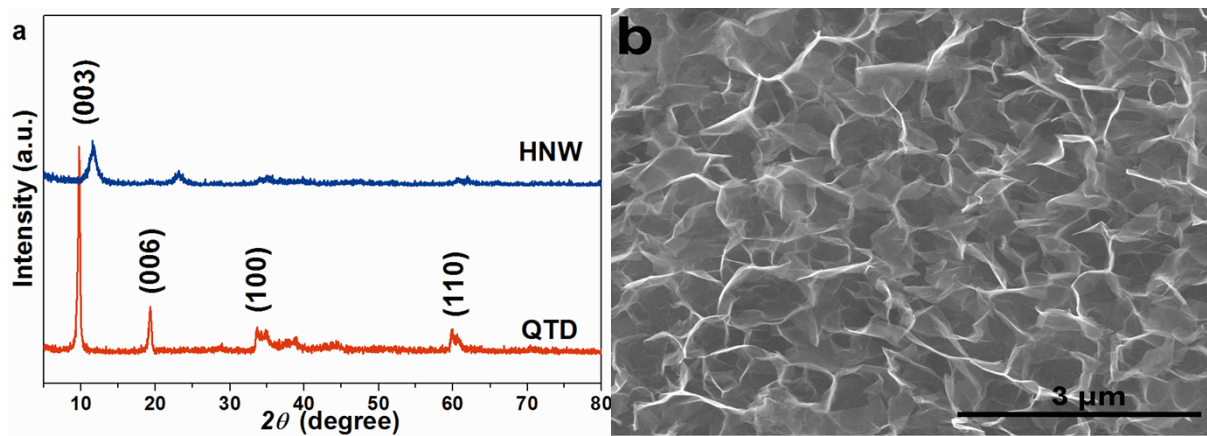 a
Intensity (a.u.)
(003)
HNW
(006)
(100)
(110)
QTD
10 20 30 40 50 60 70 80
2θ (degree)
b
3 μm